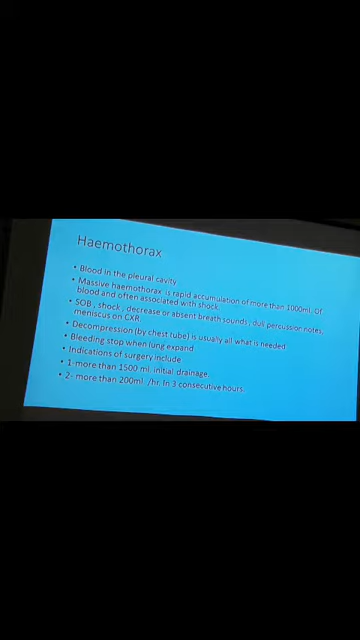 Haemothorax
• Blood in the pleural cavity
• Massive haemothorax is rapid accumulation of more than 1000ml. Of
blood and often associated with shock.
• SOB , shock , decrease or absent breath sounds , dull percussion notes,
meniscus on CXR.
• Decompression (by chest tube) is usually all what is needed
• Bleeding stop when lung expand
• Indications of surgery include
• 1-more than 1500 ml. initial drainage.
• 2- more than 200ml. /hr. In 3 consecutive hours.